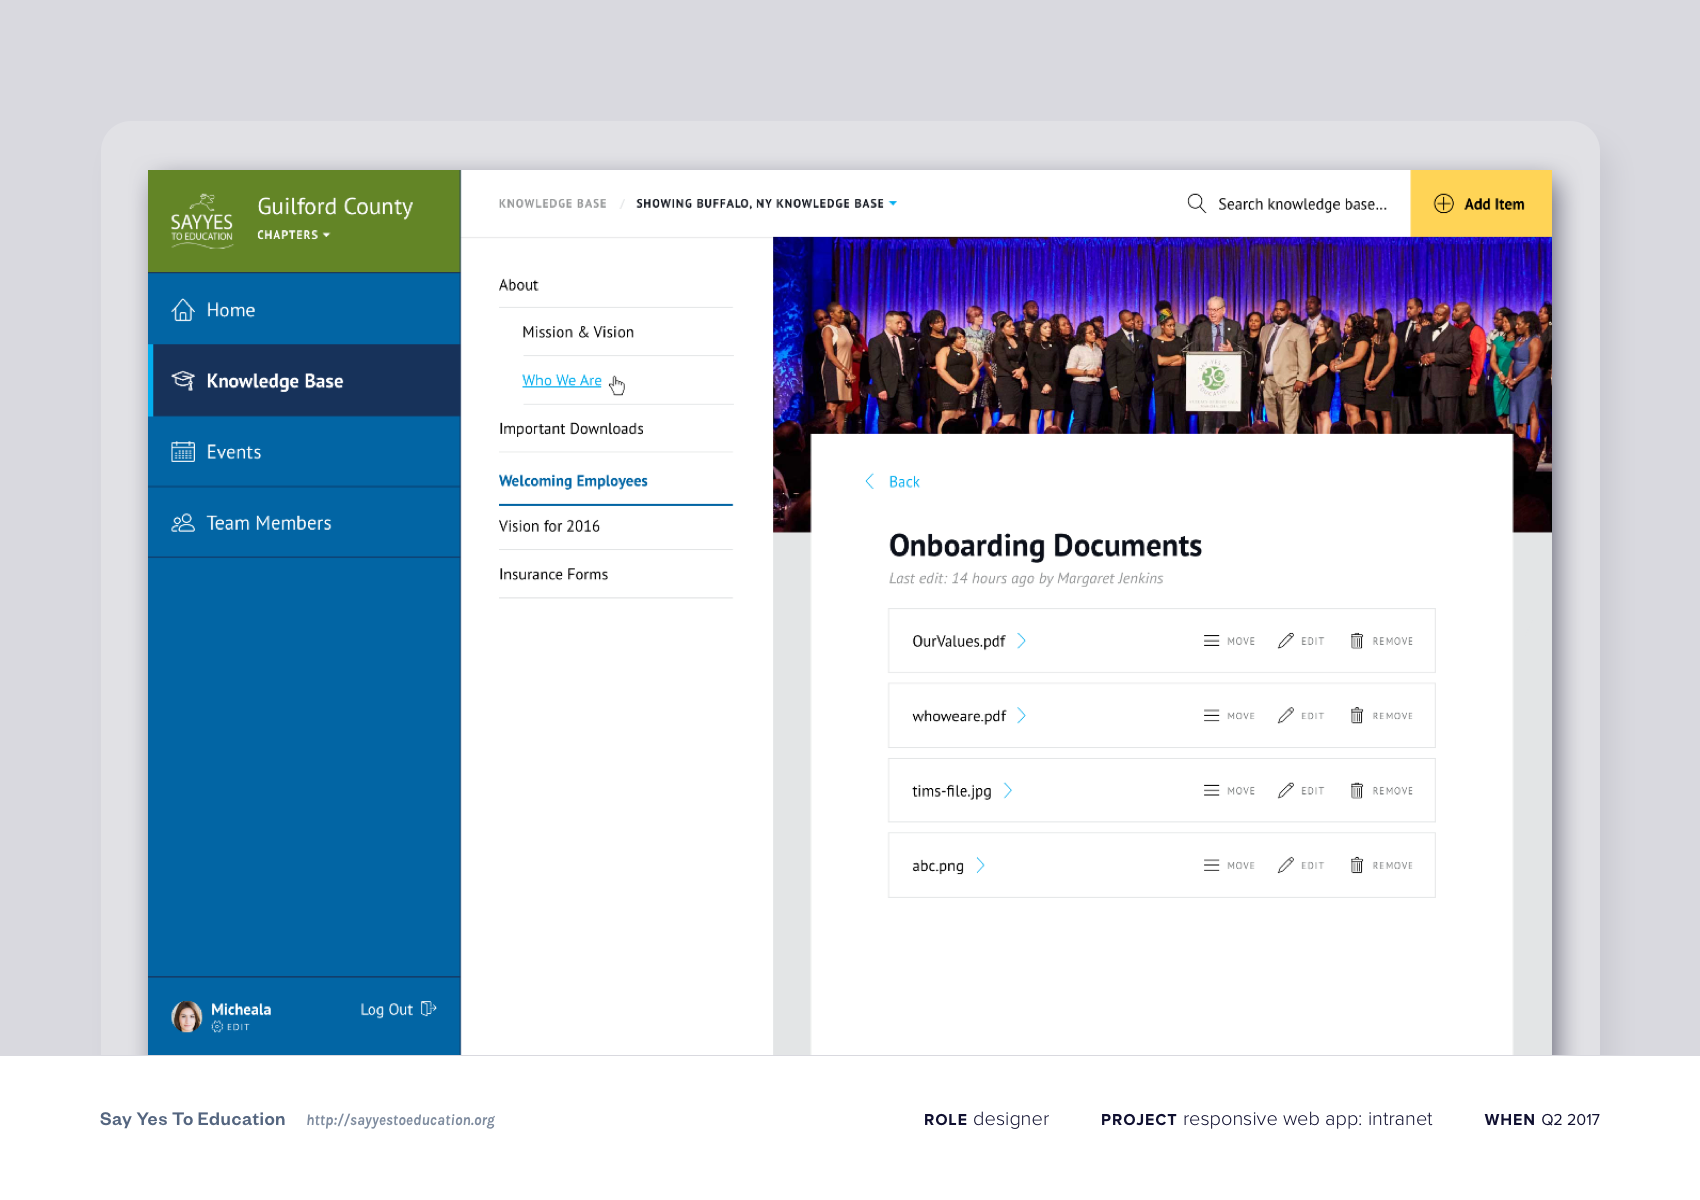 SAY YES
TO EDUCATION
Guilford County
CHAPTERS
Home
Knowledge Base
Events
Team Members
Micheala
EDIT
Log Out
KNOWLEDGE BASE / SHOWING BUFFALO, NY KNOWLEDGE BASE
Search knowledge base...
Add Item
About
Mission & Vision
Who We Are
Important Downloads
Welcoming Employees
Vision for 2016
Insurance Forms
Back
Onboarding Documents
Last edit: 14 hours ago by Margaret Jenkins
OurValues.pdf MOVE EDIT REMOVE
whoweare.pdf MOVE EDIT REMOVE
tims-file.jpg MOVE EDIT REMOVE
abc.png MOVE EDIT REMOVE
Say Yes To Education http://sayyestoeducation.org ROLE designer PROJECT responsive web app: intranet WHEN Q2 2017